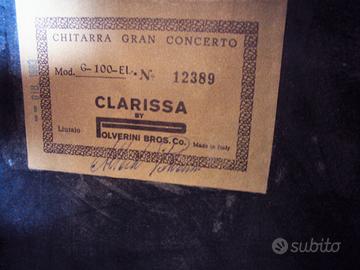 CHITARRA GRAN CONCERTO
Mod. G-100-EL. N 12389
CLARISSA
BY
POLVERINI BROS. Co.
Liutaio
Made in Italy
subito